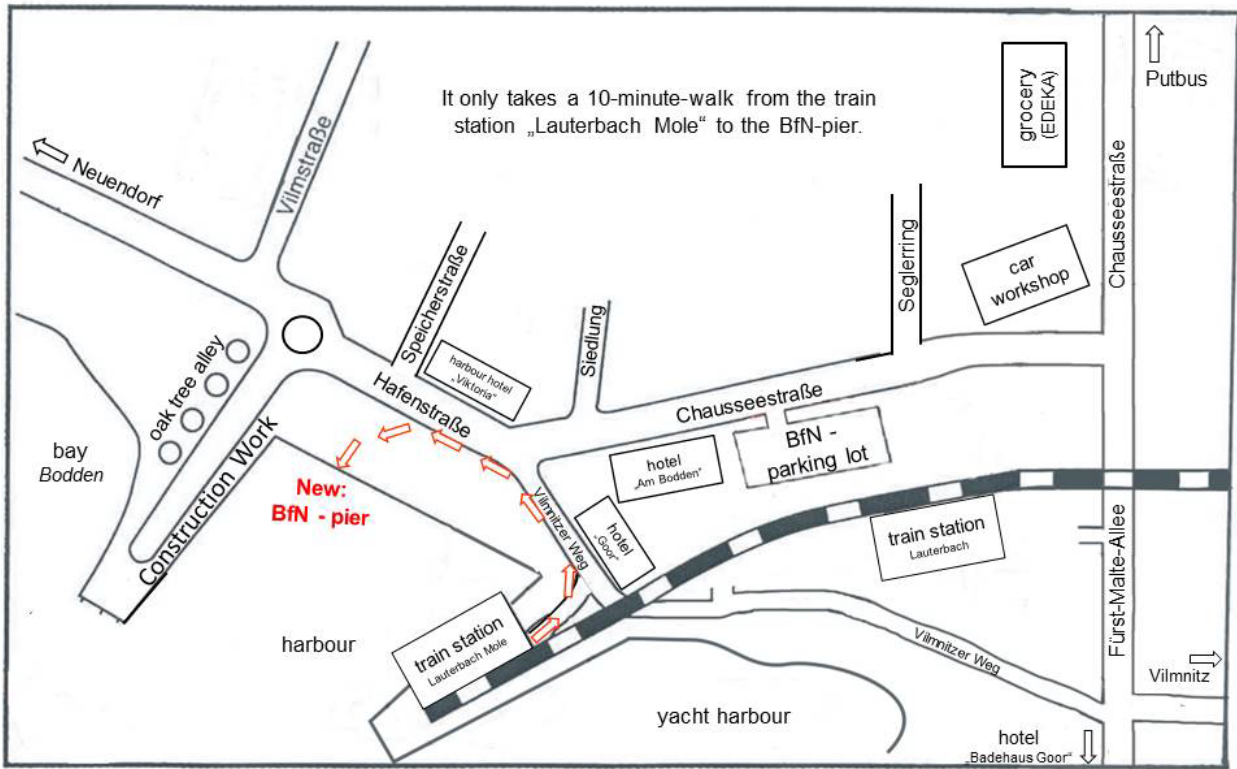 It only takes a 10-minute-walk from the train
station „Lauterbach Mole“ to the BfN-pier.
grocery
(EDEKA)
Putbus
Neuendorf
Vilmstraße
Chausseestraße
Seglerring
car
workshop
Speicherstraße
Siedlung
harbour hotel
„Viktoria“
oak tree alley
Hafenstraße
Chausseestraße
bay
Bodden
BfN -
parking lot
hotel
„Am Bodden“
New:
BfN - pier
Construction Work
Vilmnitzer Weg
hotel
„Goor“
train station
Lauterbach
Fürst-Malte-Allee
harbour
train station
Lauterbach Mole
Vilmnitzer Weg
Vilmnitz
yacht harbour
hotel
„Badehaus Goor“